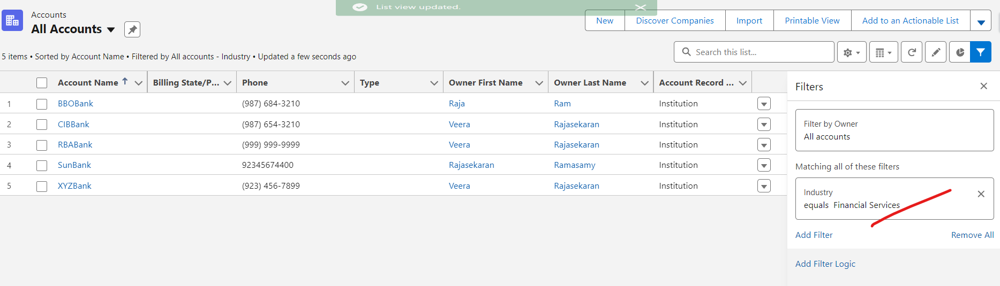 List view updated.
Accounts
All Accounts
New Discover Companies Import Printable View Add to an Actionable List
5 items • Sorted by Account Name • Filtered by All accounts - Industry • Updated a few seconds ago
Search this list...
Account Name Billing State/P... Phone Type Owner First Name Owner Last Name Account Record ...
1 BBOBank (987) 684-3210 Raja Ram Institution
2 CIBBank (987) 654-3210 Veera Rajasekaran Institution
3 RBABank (999) 999-9999 Veera Rajasekaran Institution
4 SunBank 92345674400 Rajasekaran Ramasamy Institution
5 XYZBank (923) 456-7899 Veera Rajasekaran Institution
Filters
Filter by Owner
All accounts
Matching all of these filters
Industry
equals Financial Services
Add Filter Remove All
Add Filter Logic